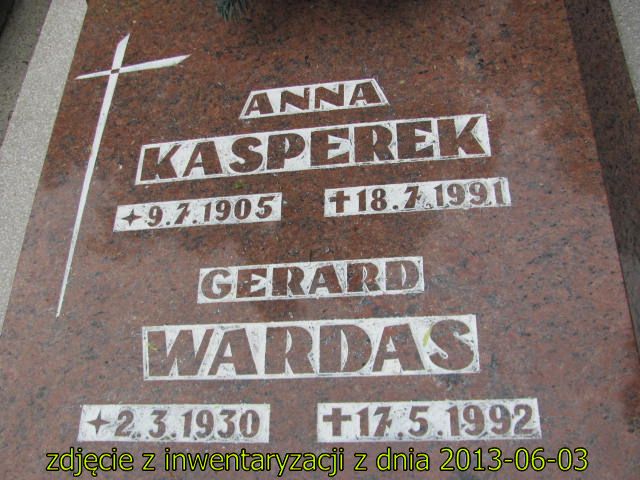 ANNA
KASPEREK
9.7.1905 18.7.1991
GERARD
WARDAS
2.3.1930 17.5.1992
zdjęcie z inwentaryzacji z dnia 2013-06-03